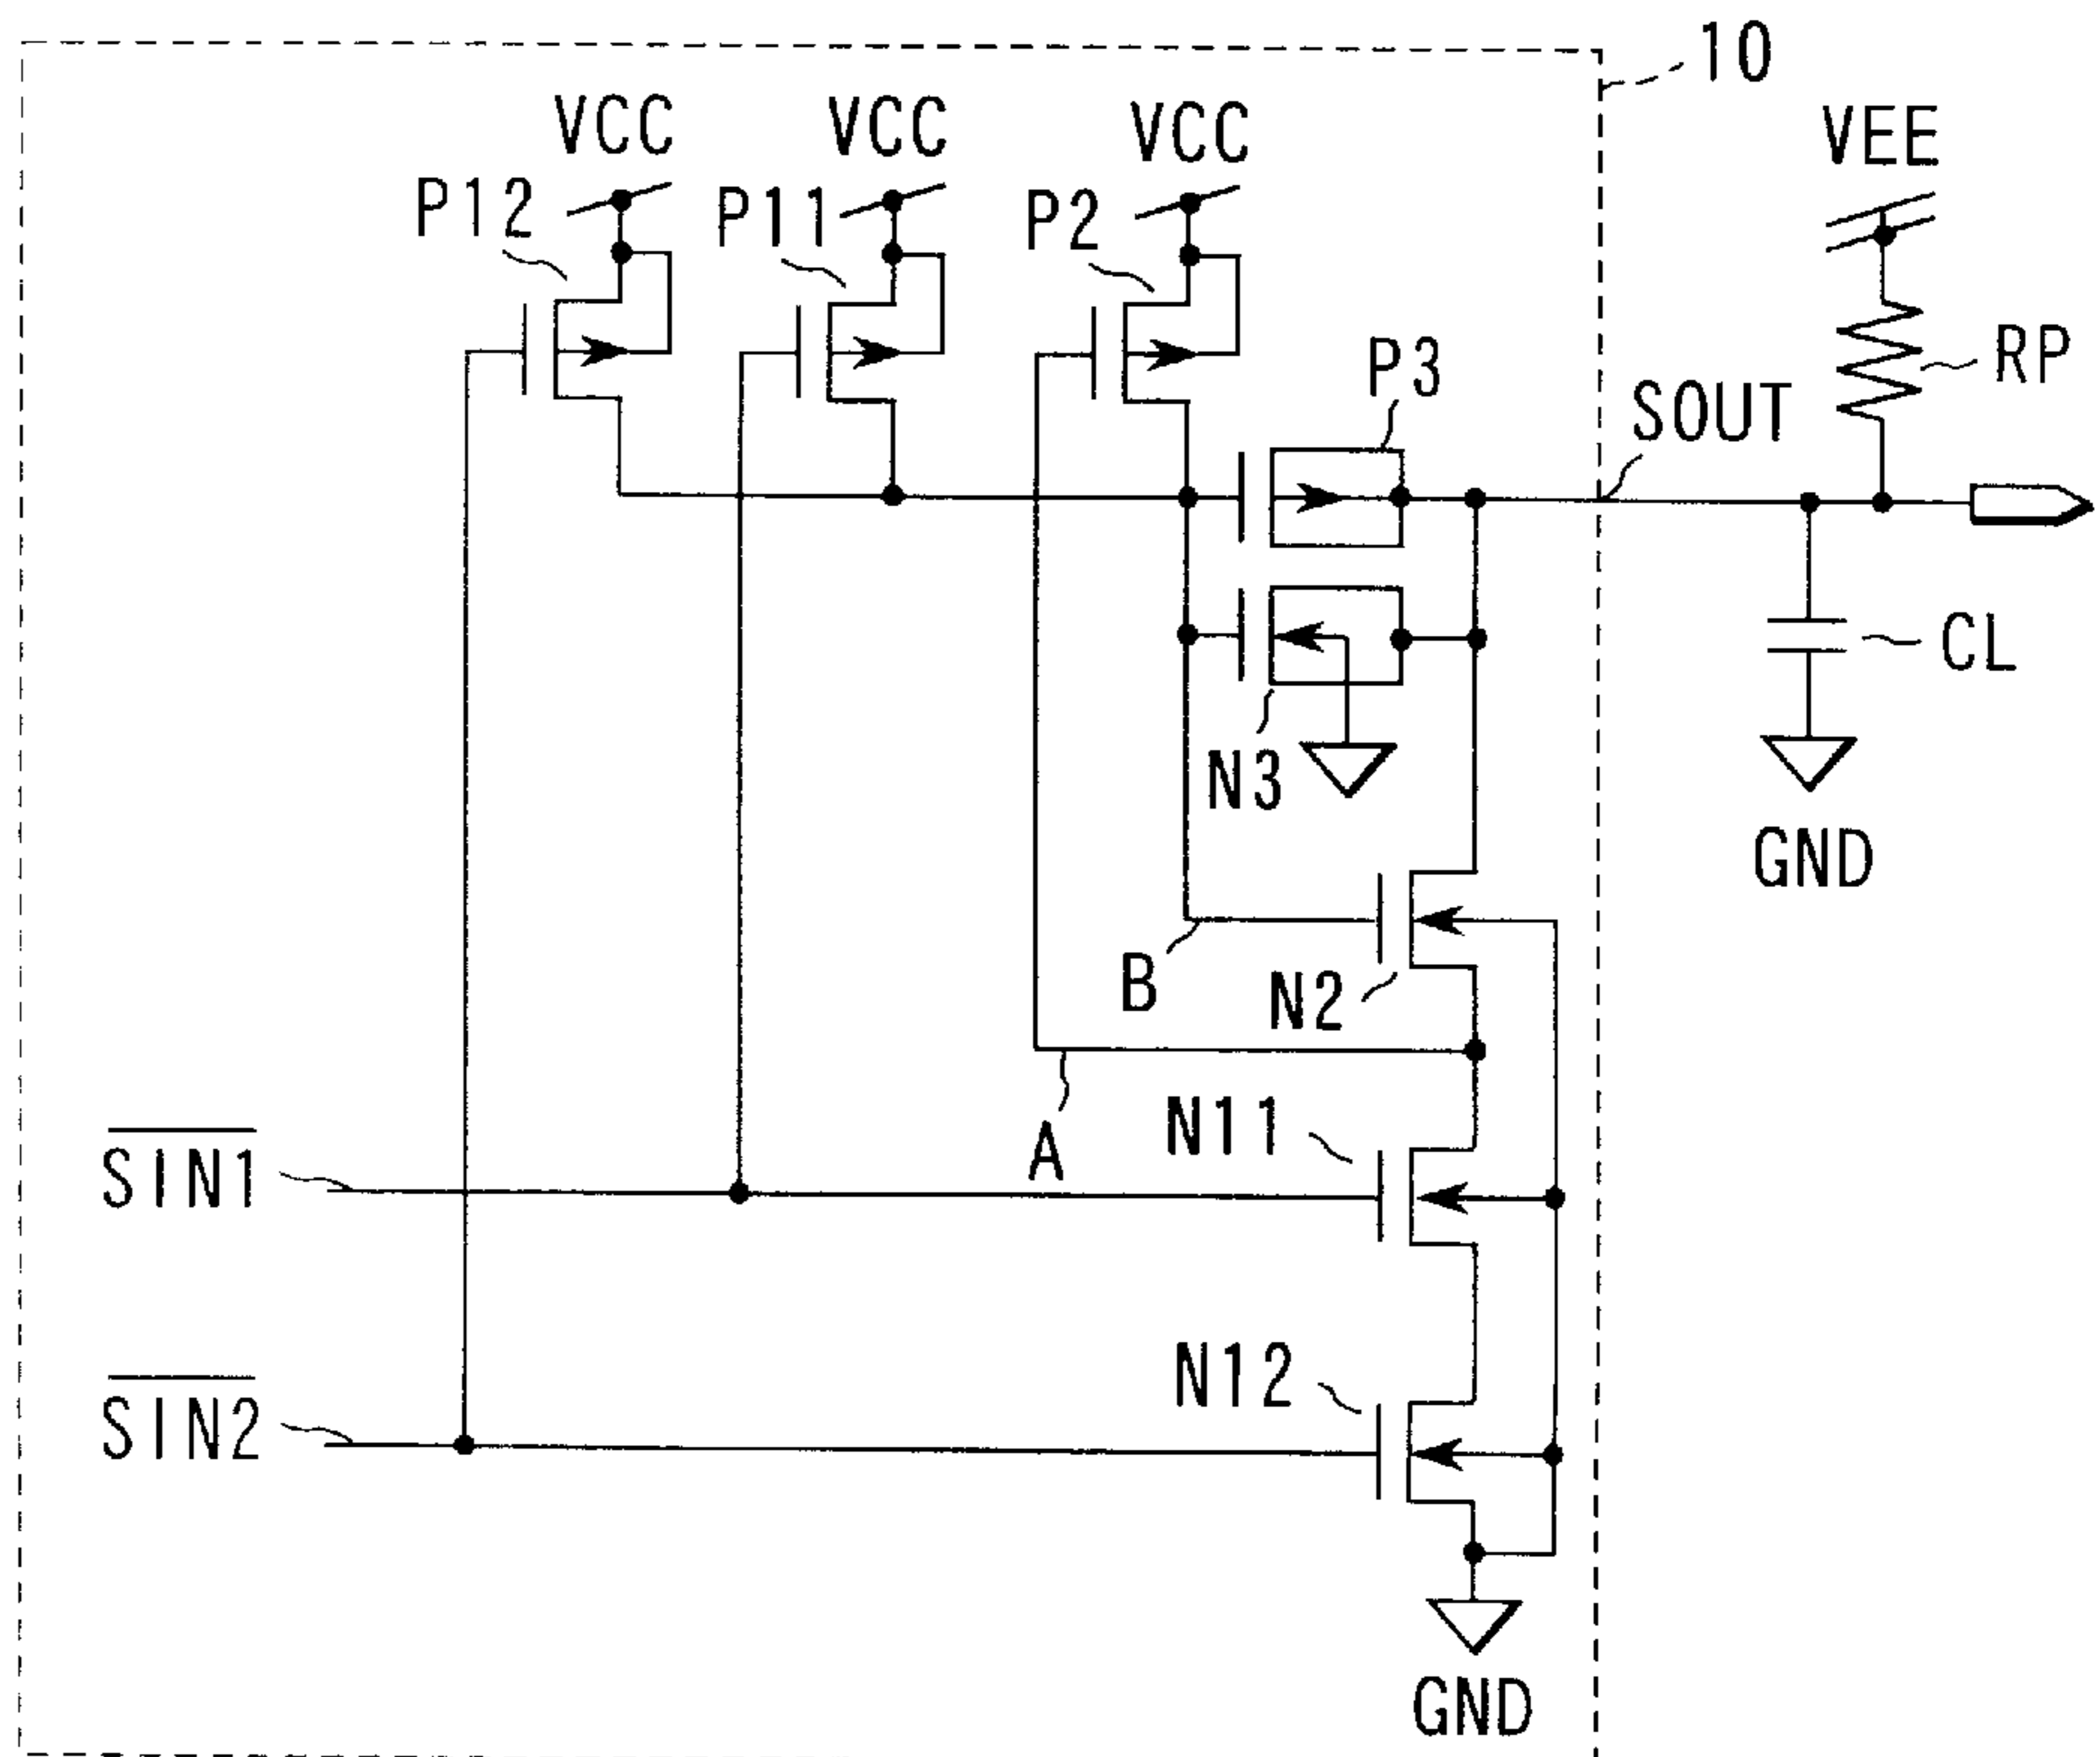 10
VCC
VCC
VCC
VEE
P12
P11
P2
P3
SOUT
RP
CL
N3
GND
B
N2
A
N11
SIN1
N12
SIN2
GND